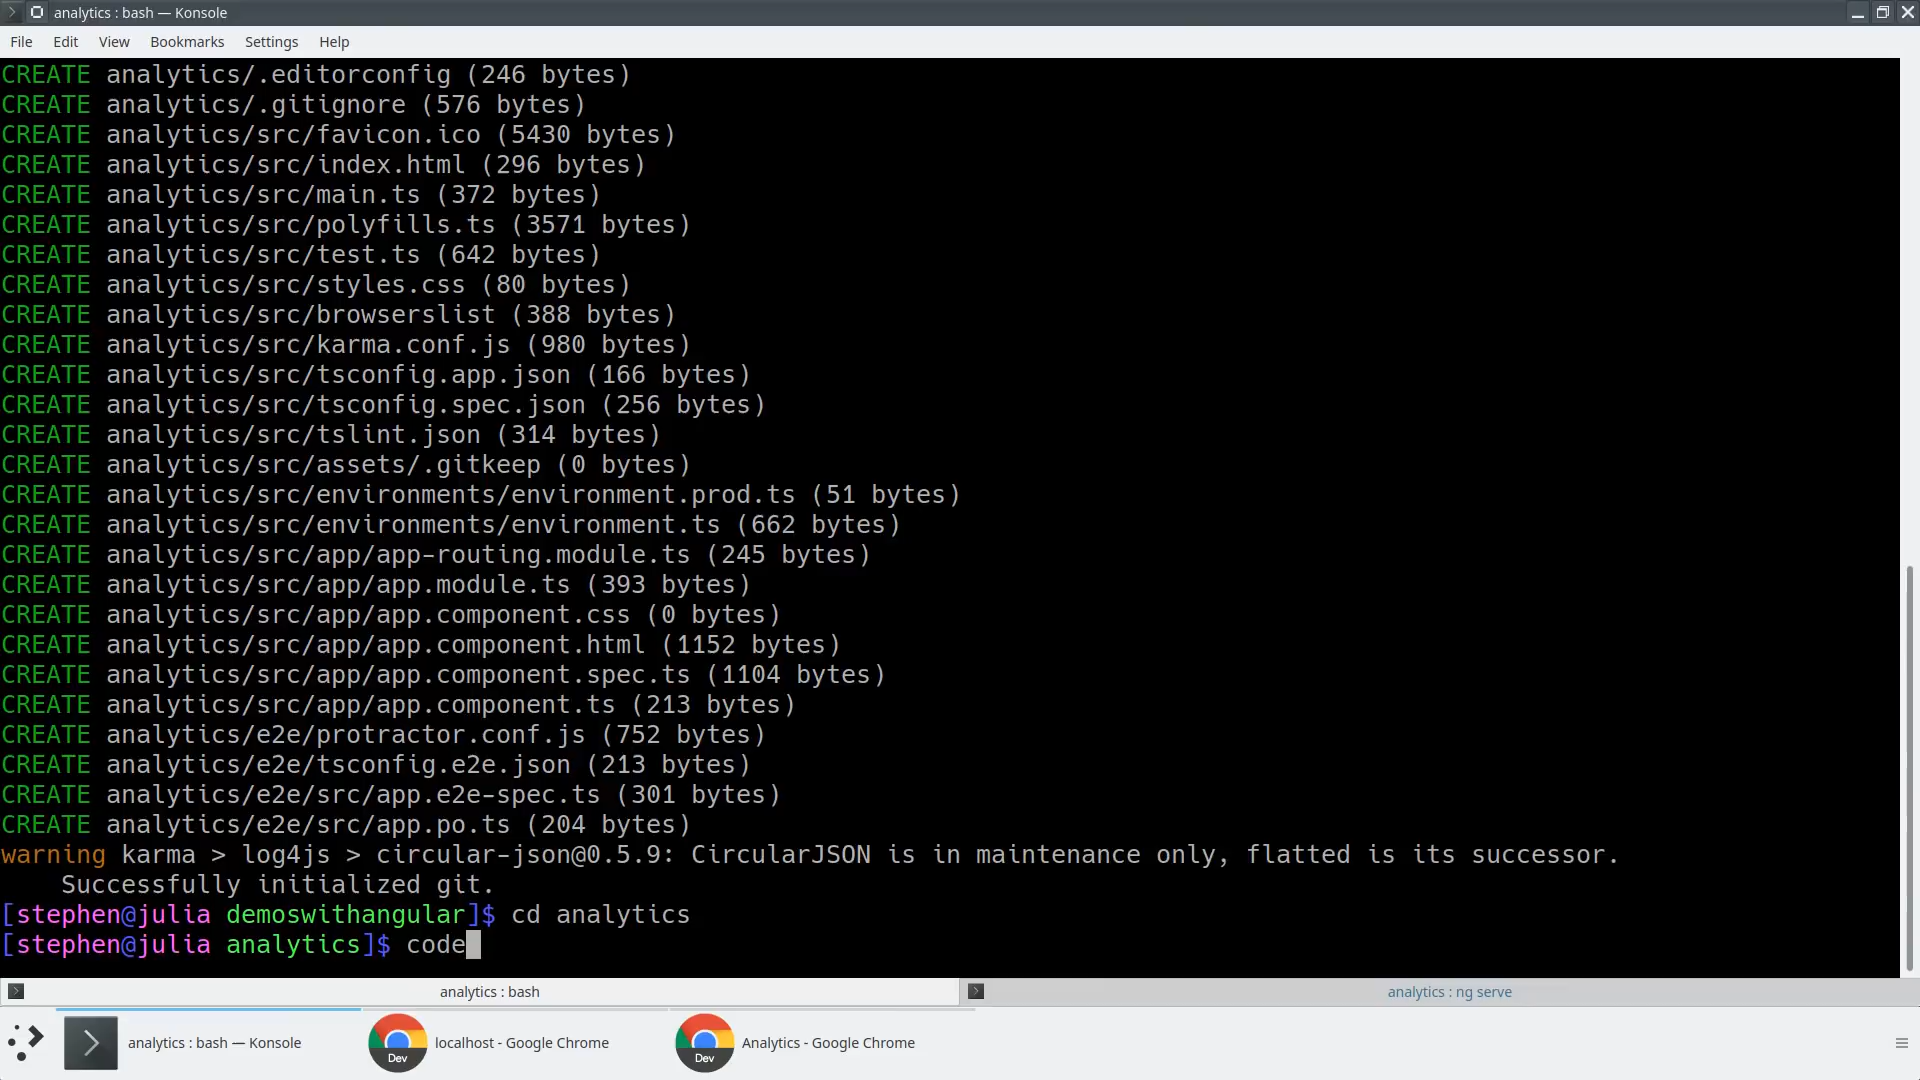 analytics : bash — Konsole
File Edit View Bookmarks Settings Help
CREATE analytics/.editorconfig (246 bytes)
CREATE analytics/.gitignore (576 bytes)
CREATE analytics/src/favicon.ico (5430 bytes)
CREATE analytics/src/index.html (296 bytes)
CREATE analytics/src/main.ts (372 bytes)
CREATE analytics/src/polyfills.ts (3571 bytes)
CREATE analytics/src/test.ts (642 bytes)
CREATE analytics/src/styles.css (80 bytes)
CREATE analytics/src/browserslist (388 bytes)
CREATE analytics/src/karma.conf.js (980 bytes)
CREATE analytics/src/tsconfig.app.json (166 bytes)
CREATE analytics/src/tsconfig.spec.json (256 bytes)
CREATE analytics/src/tslint.json (314 bytes)
CREATE analytics/src/assets/.gitkeep (0 bytes)
CREATE analytics/src/environments/environment.prod.ts (51 bytes)
CREATE analytics/src/environments/environment.ts (662 bytes)
CREATE analytics/src/app/app-routing.module.ts (245 bytes)
CREATE analytics/src/app/app.module.ts (393 bytes)
CREATE analytics/src/app/app.component.css (0 bytes)
CREATE analytics/src/app/app.component.html (1152 bytes)
CREATE analytics/src/app/app.component.spec.ts (1104 bytes)
CREATE analytics/src/app/app.component.ts (213 bytes)
CREATE analytics/e2e/protractor.conf.js (752 bytes)
CREATE analytics/e2e/tsconfig.e2e.json (213 bytes)
CREATE analytics/e2e/src/app.e2e-spec.ts (301 bytes)
CREATE analytics/e2e/src/app.po.ts (204 bytes)
warning karma > log4js > circular-json@0.5.9: CircularJSON is in maintenance only, flatted is its successor.
    Successfully initialized git.
[stephen@julia demoswithangular]$ cd analytics
[stephen@julia analytics]$ code
analytics : bash analytics : ng serve
analytics : bash — Konsole Dev localhost - Google Chrome Dev Analytics - Google Chrome